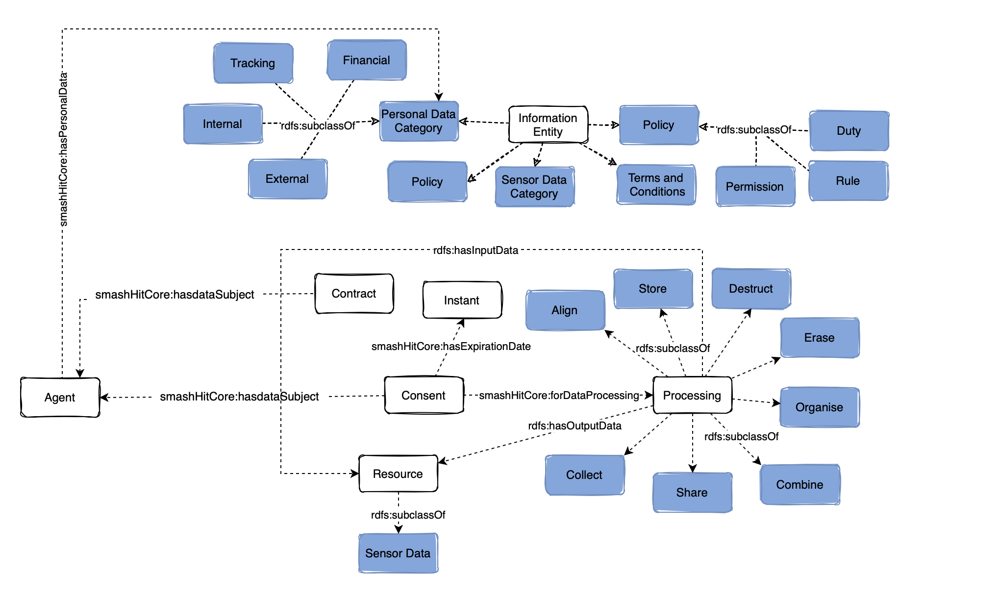 smashHitCore:hasPersonalData
Tracking
Financial
Internal
rdfs:subclassOf
External
Personal Data
Category
Information
Entity
Policy
rdfs:subclassOf
Duty
Policy
Sensor Data
Category
Terms and
Conditions
Permission
Rule
rdfs:hasInputData
smashHitCore:hasdataSubject
Contract
Instant
Align
Store
Destruct
Erase
smashHitCore:hasExpirationDate
rdfs:subclassOf
Agent
smashHitCore:hasdataSubject
Consent
smashHitCore:forDataProcessing
Processing
Organise
rdfs:hasOutputData
rdfs:subclassOf
Resource
Collect
Share
Combine
rdfs:subclassOf
Sensor Data